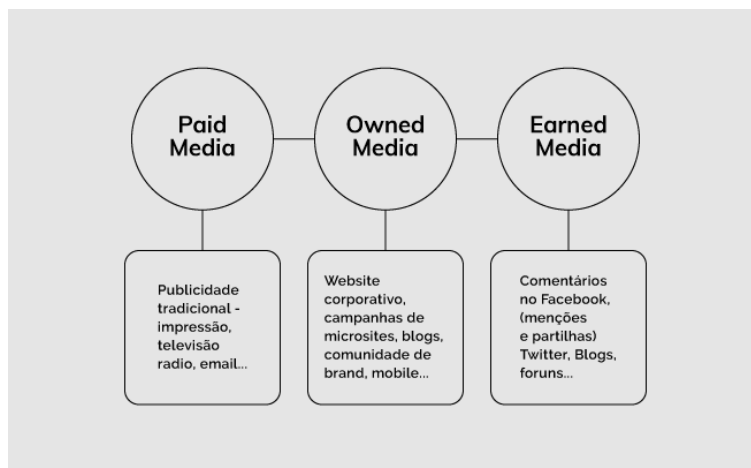 Paid
Media
Owned
Media
Earned
Media
Publicidade
tradicional -
impressão,
televisão
radio, email...
Website
corporativo,
campanhas de
microsites, blogs,
comunidade de
brand, mobile...
Comentários
no Facebook,
(menções
e partilhas)
Twitter, Blogs,
foruns...